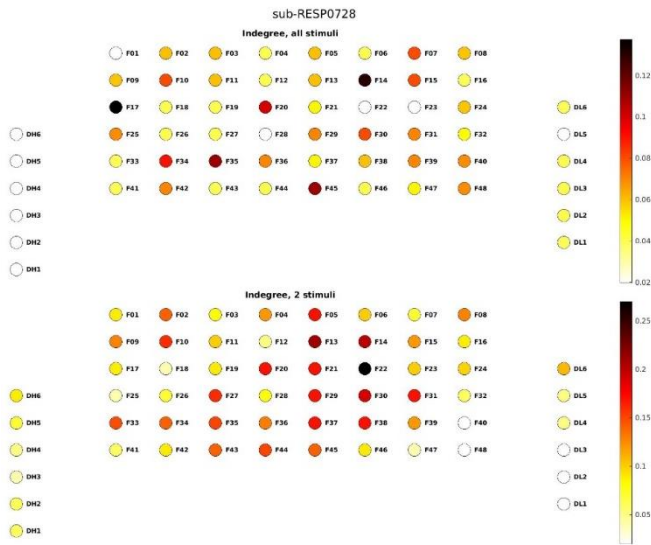 sub-RESP0728
Indegree, all stimuli
F01 F02 F03 F04 F05 F06 F07 F08
F09 F10 F11 F12 F13 F14 F15 F16
F17 F18 F19 F20 F21 F22 F23 F24 DL6
DH6 F25 F26 F27 F28 F29 F30 F31 F32 DL5
DH5 F33 F34 F35 F36 F37 F38 F39 F40 DL4
DH4 F41 F42 F43 F44 F45 F46 F47 F48 DL3
DH3 DL2
DH2 DL1
DH1
0.12
0.1
0.08
0.06
0.04
0.02
Indegree, 2 stimuli
F01 F02 F03 F04 F05 F06 F07 F08
F09 F10 F11 F12 F13 F14 F15 F16
F17 F18 F19 F20 F21 F22 F23 F24 DL6
DH6 F25 F26 F27 F28 F29 F30 F31 F32 DL5
DH5 F33 F34 F35 F36 F37 F38 F39 F40 DL4
DH4 F41 F42 F43 F44 F45 F46 F47 F48 DL3
DH3 DL2
DH2 DL1
DH1
0.25
0.2
0.15
0.1
0.05